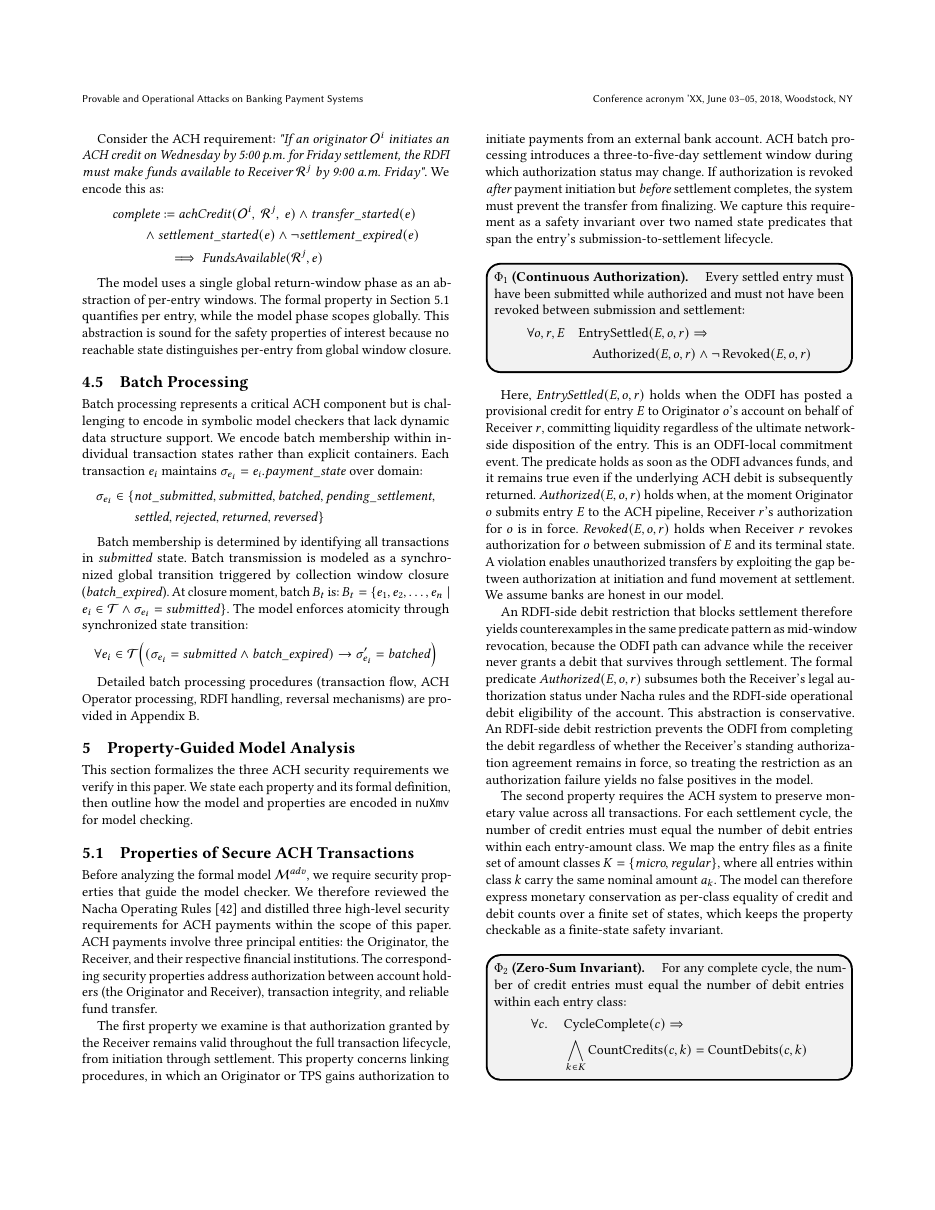 Provable and Operational Attacks on Banking Payment Systems
Conference acronym 'XX, June 03–05, 2018, Woodstock, NY
Consider the ACH requirement: "If an originator 𝒪ⁱ initiates an
ACH credit on Wednesday by 5:00 p.m. for Friday settlement, the RDFI
must make funds available to Receiver ℛʲ by 9:00 a.m. Friday". We
encode this as:
complete := achCredit(𝒪ⁱ, ℛʲ, e) ∧ transfer_started(e)
∧ settlement_started(e) ∧ ¬settlement_expired(e)
⟹ FundsAvailable(ℛʲ, e)
The model uses a single global return-window phase as an ab-
straction of per-entry windows. The formal property in Section 5.1
quantifies per entry, while the model phase scopes globally. This
abstraction is sound for the safety properties of interest because no
reachable state distinguishes per-entry from global window closure.
4.5 Batch Processing
Batch processing represents a critical ACH component but is chal-
lenging to encode in symbolic model checkers that lack dynamic
data structure support. We encode batch membership within in-
dividual transaction states rather than explicit containers. Each
transaction eᵢ maintains σ_{eᵢ} = eᵢ.payment_state over domain:
σ_{eᵢ} ∈ {not_submitted, submitted, batched, pending_settlement,
settled, rejected, returned, reversed}
Batch membership is determined by identifying all transactions
in submitted state. Batch transmission is modeled as a synchro-
nized global transition triggered by collection window closure
(batch_expired). At closure moment, batch Bₜ is: Bₜ = {e₁, e₂, . . . , eₙ |
eᵢ ∈ 𝒯 ∧ σ_{eᵢ} = submitted}. The model enforces atomicity through
synchronized state transition:
∀eᵢ ∈ 𝒯((σ_{eᵢ} = submitted ∧ batch_expired) → σ′_{eᵢ} = batched)
Detailed batch processing procedures (transaction flow, ACH
Operator processing, RDFI handling, reversal mechanisms) are pro-
vided in Appendix B.
5 Property-Guided Model Analysis
This section formalizes the three ACH security requirements we
verify in this paper. We state each property and its formal definition,
then outline how the model and properties are encoded in nuXmv
for model checking.
5.1 Properties of Secure ACH Transactions
Before analyzing the formal model ℳᵃᵈᵛ, we require security prop-
erties that guide the model checker. We therefore reviewed the
Nacha Operating Rules [42] and distilled three high-level security
requirements for ACH payments within the scope of this paper.
ACH payments involve three principal entities: the Originator, the
Receiver, and their respective financial institutions. The correspond-
ing security properties address authorization between account hold-
ers (the Originator and Receiver), transaction integrity, and reliable
fund transfer.
The first property we examine is that authorization granted by
the Receiver remains valid throughout the full transaction lifecycle,
from initiation through settlement. This property concerns linking
procedures, in which an Originator or TPS gains authorization to
initiate payments from an external bank account. ACH batch pro-
cessing introduces a three-to-five-day settlement window during
which authorization status may change. If authorization is revoked
after payment initiation but before settlement completes, the system
must prevent the transfer from finalizing. We capture this require-
ment as a safety invariant over two named state predicates that
span the entry's submission-to-settlement lifecycle.
Φ₁ (Continuous Authorization). Every settled entry must
have been submitted while authorized and must not have been
revoked between submission and settlement:
∀o, r, E EntrySettled(E, o, r) ⇒
Authorized(E, o, r) ∧ ¬ Revoked(E, o, r)
Here, EntrySettled(E, o, r) holds when the ODFI has posted a
provisional credit for entry E to Originator o's account on behalf of
Receiver r, committing liquidity regardless of the ultimate network-
side disposition of the entry. This is an ODFI-local commitment
event. The predicate holds as soon as the ODFI advances funds, and
it remains true even if the underlying ACH debit is subsequently
returned. Authorized(E, o, r) holds when, at the moment Originator
o submits entry E to the ACH pipeline, Receiver r's authorization
for o is in force. Revoked(E, o, r) holds when Receiver r revokes
authorization for o between submission of E and its terminal state.
A violation enables unauthorized transfers by exploiting the gap be-
tween authorization at initiation and fund movement at settlement.
We assume banks are honest in our model.
An RDFI-side debit restriction that blocks settlement therefore
yields counterexamples in the same predicate pattern as mid-window
revocation, because the ODFI path can advance while the receiver
never grants a debit that survives through settlement. The formal
predicate Authorized(E, o, r) subsumes both the Receiver's legal au-
thorization status under Nacha rules and the RDFI-side operational
debit eligibility of the account. This abstraction is conservative.
An RDFI-side debit restriction prevents the ODFI from completing
the debit regardless of whether the Receiver's standing authoriza-
tion agreement remains in force, so treating the restriction as an
authorization failure yields no false positives in the model.
The second property requires the ACH system to preserve mon-
etary value across all transactions. For each settlement cycle, the
number of credit entries must equal the number of debit entries
within each entry-amount class. We map the entry files as a finite
set of amount classes K = {micro, regular}, where all entries within
class k carry the same nominal amount aₖ. The model can therefore
express monetary conservation as per-class equality of credit and
debit counts over a finite set of states, which keeps the property
checkable as a finite-state safety invariant.
Φ₂ (Zero-Sum Invariant). For any complete cycle, the num-
ber of credit entries must equal the number of debit entries
within each entry class:
∀c. CycleComplete(c) ⇒
⋀_{k∈K} CountCredits(c, k) = CountDebits(c, k)